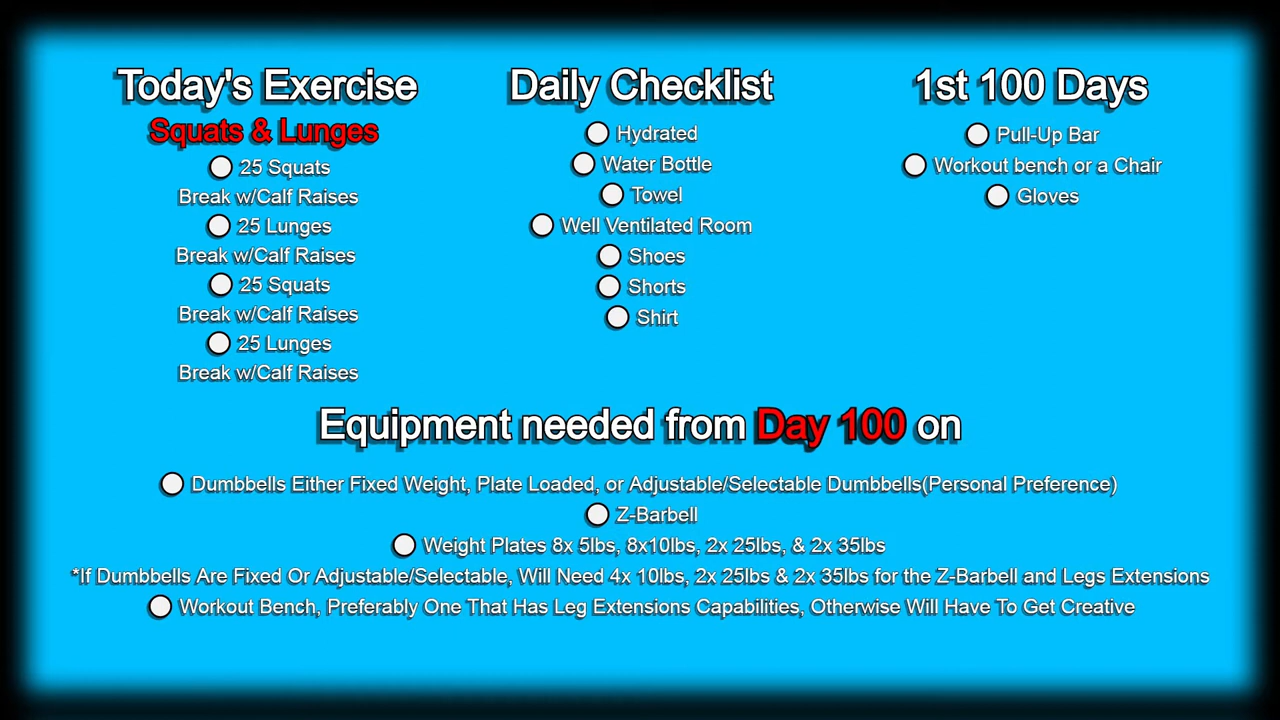 Today's Exercise
Squats & Lunges
25 Squats
Break w/Calf Raises
25 Lunges
Break w/Calf Raises
25 Squats
Break w/Calf Raises
25 Lunges
Break w/Calf Raises
Daily Checklist
Hydrated
Water Bottle
Towel
Well Ventilated Room
Shoes
Shorts
Shirt
1st 100 Days
Pull-Up Bar
Workout bench or a Chair
Gloves
Equipment needed from Day 100 on
Dumbbells Either Fixed Weight, Plate Loaded, or Adjustable/Selectable Dumbbells(Personal Preference)
Z-Barbell
Weight Plates 8x 5lbs, 8x10lbs, 2x 25lbs, & 2x 35lbs
*If Dumbbells Are Fixed Or Adjustable/Selectable, Will Need 4x 10lbs, 2x 25lbs & 2x 35lbs for the Z-Barbell and Legs Extensions
Workout Bench, Preferably One That Has Leg Extensions Capabilities, Otherwise Will Have To Get Creative